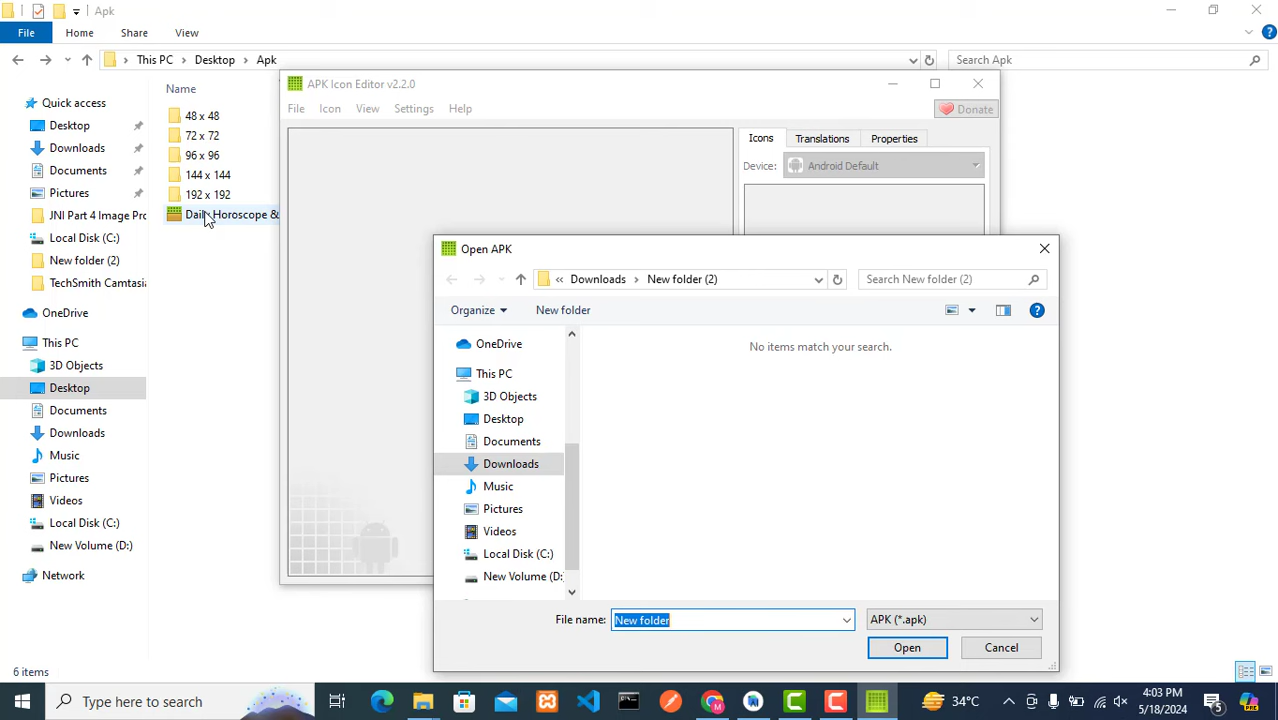 Apk
File Home Share View
This PC Desktop Apk
Search Apk
Name
Quick access
Desktop
Downloads
Documents
Pictures
JNI Part 4 Image Pro
Local Disk (C:)
New folder (2)
TechSmith Camtasia
OneDrive
This PC
3D Objects
Desktop
Documents
Downloads
Music
Pictures
Videos
Local Disk (C:)
New Volume (D:)
Network
6 items
48 x 48
72 x 72
96 x 96
144 x 144
192 x 192
Daily Horoscope &
APK Icon Editor v2.2.0
File Icon View Settings Help
Donate
Icons Translations Properties
Device: Android Default
Open APK
« Downloads New folder (2)
Search New folder (2)
Organize New folder
OneDrive
This PC
3D Objects
Desktop
Documents
Downloads
Music
Pictures
Videos
Local Disk (C:)
New Volume (D:
No items match your search.
File name: New folder
APK (*.apk)
Open Cancel
Type here to search
34°C
4:03 PM
5/18/2024
5
PRE